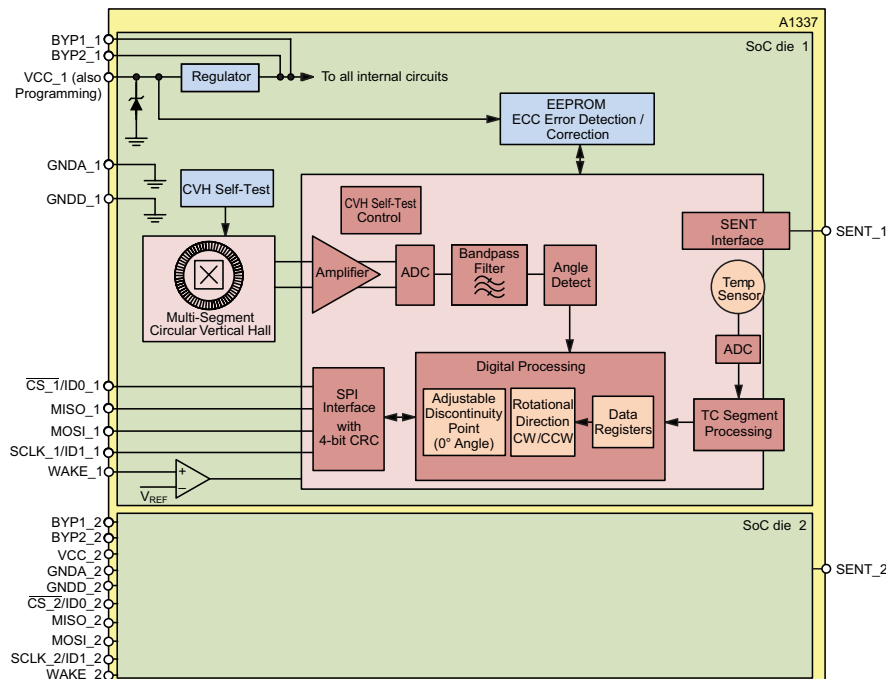 A1337
SoC die 1
BYP1_1
BYP2_1
VCC_1 (also
Programming)
Regulator
To all internal circuits
EEPROM
ECC Error Detection /
Correction
GNDA_1
GNDD_1
CVH Self-Test
CVH Self-Test
Control
SENT
Interface
SENT_1
Multi-Segment
Circular Vertical Hall
Amplifier
ADC
Bandpass
Filter
Angle
Detect
Temp
Sensor
ADC
CS_1/ID0_1
MISO_1
MOSI_1
SCLK_1/ID1_1
WAKE_1
+
–
VREF
SPI
Interface
with
4-bit CRC
Digital Processing
Adjustable
Discontinuity
Point
(0° Angle)
Rotational
Direction
CW/CCW
Data
Registers
TC Segment
Processing
SoC die 2
BYP1_2
BYP2_2
VCC_2
GNDA_2
GNDD_2
CS_2/ID0_2
MISO_2
MOSI_2
SCLK_2/ID1_2
WAKE_2
SENT_2